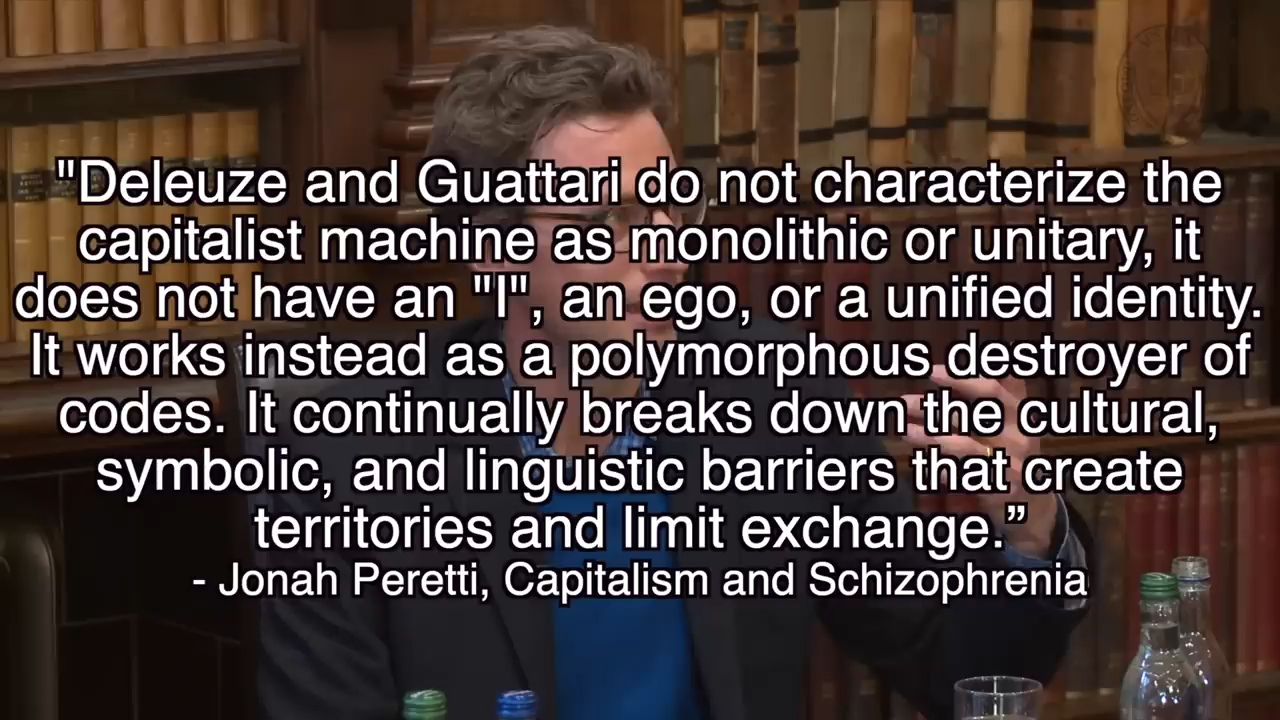 "Deleuze and Guattari do not characterize the
capitalist machine as monolithic or unitary, it
does not have an "I", an ego, or a unified identity.
It works instead as a polymorphous destroyer of
codes. It continually breaks down the cultural,
symbolic, and linguistic barriers that create
territories and limit exchange.”
- Jonah Peretti, Capitalism and Schizophrenia